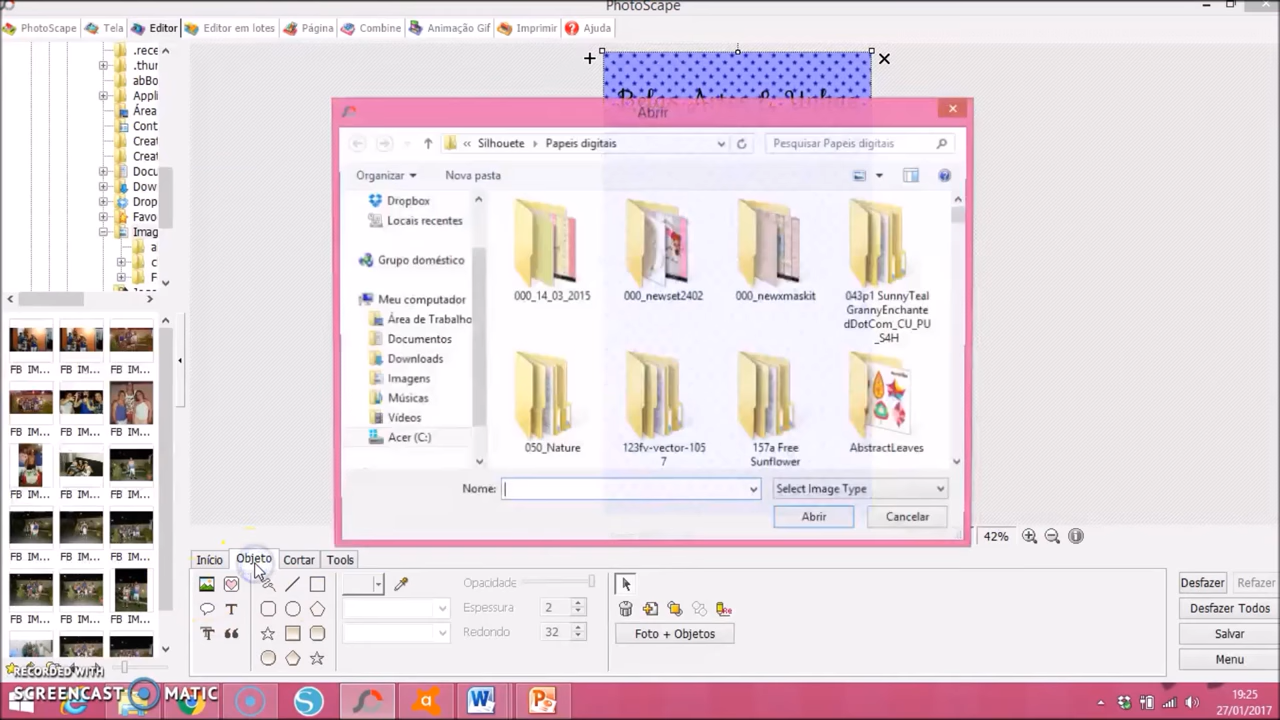 PhotoScape
PhotoScape Tela Editor Editor em lotes Página Combine Animação Gif Imprimir Ajuda
.rece
.thur
abBo
Appli
Área
Cont
Creat
Creat
Docu
Dow
Drop
Favo
Imag
a
c
F
FB IM... FB IM... FB IM...
FB IM... FB IM... FB IM...
FB IM... FB IM... FB IM...
FB IM... FB IM... FB IM...
FB IM... FB IM... FB IM...
Abrir
« Silhouete Papeis digitais
Pesquisar Papeis digitais
Organizar Nova pasta
Dropbox
Locais recentes
Grupo doméstico
Meu computador
Área de Trabalho
Documentos
Downloads
Imagens
Músicas
Vídeos
Acer (C:)
000_14_03_2015
000_newset2402
000_newxmaskit
043p1 SunnyTeal
GrannyEnchante
dDotCom_CU_PU
_S4H
050_Nature
123fv-vector-105
7
157a Free
Sunflower
AbstractLeaves
Nome: Select Image Type
Abrir Cancelar
42%
Início Objeto Cortar Tools
Opacidade
Espessura 2
Redondo 32
Foto + Objetos
Desfazer Refazer
Desfazer Todos
Salvar
Menu
RECORDED WITH
SCREENCAST MATIC
19:25
27/01/2017